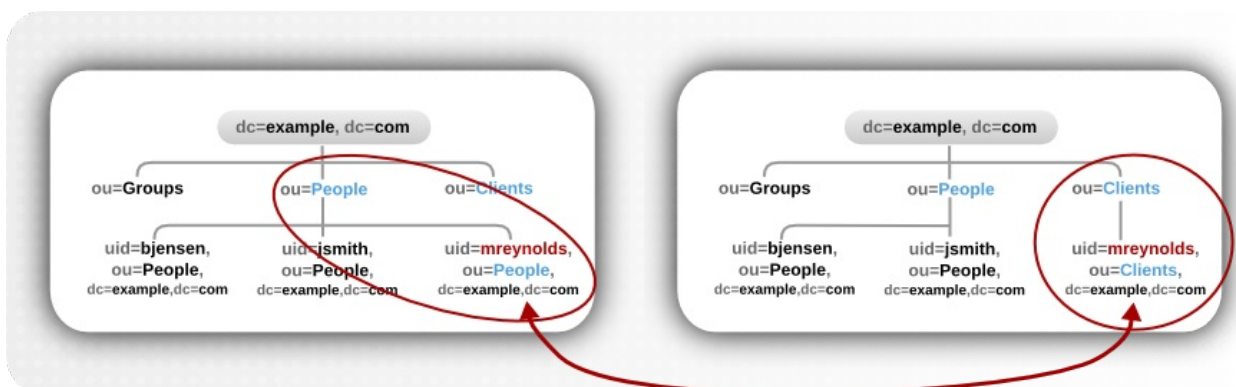 dc=example, dc=com
ou=Groups
ou=People
ou=Clients
uid=bjensen,
ou=People,
dc=example,dc=com
uid=jsmith,
ou=People,
dc=example,dc=com
uid=mreynolds,
ou=People,
dc=example,dc=com
dc=example, dc=com
ou=Groups
ou=People
ou=Clients
uid=bjensen,
ou=People,
dc=example,dc=com
uid=jsmith,
ou=People,
dc=example,dc=com
uid=mreynolds,
ou=Clients,
dc=example,dc=com